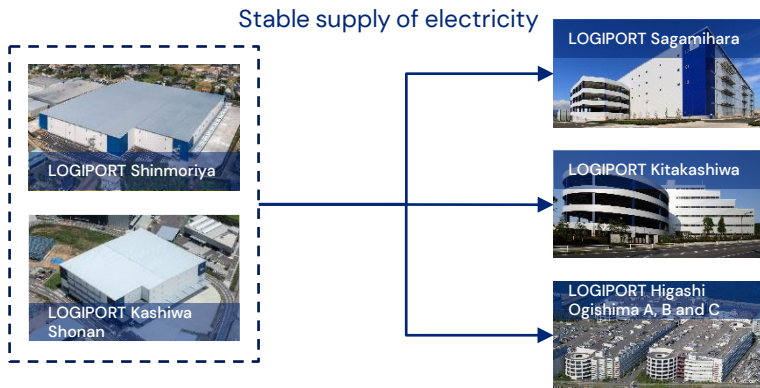 Stable supply of electricity
LOGIPORT Shinmoriya
LOGIPORT Kashiwa
Shonan
LOGIPORT Sagamihara
LOGIPORT Kitakashiwa
LOGIPORT Higashi
Ogishima A, B and C